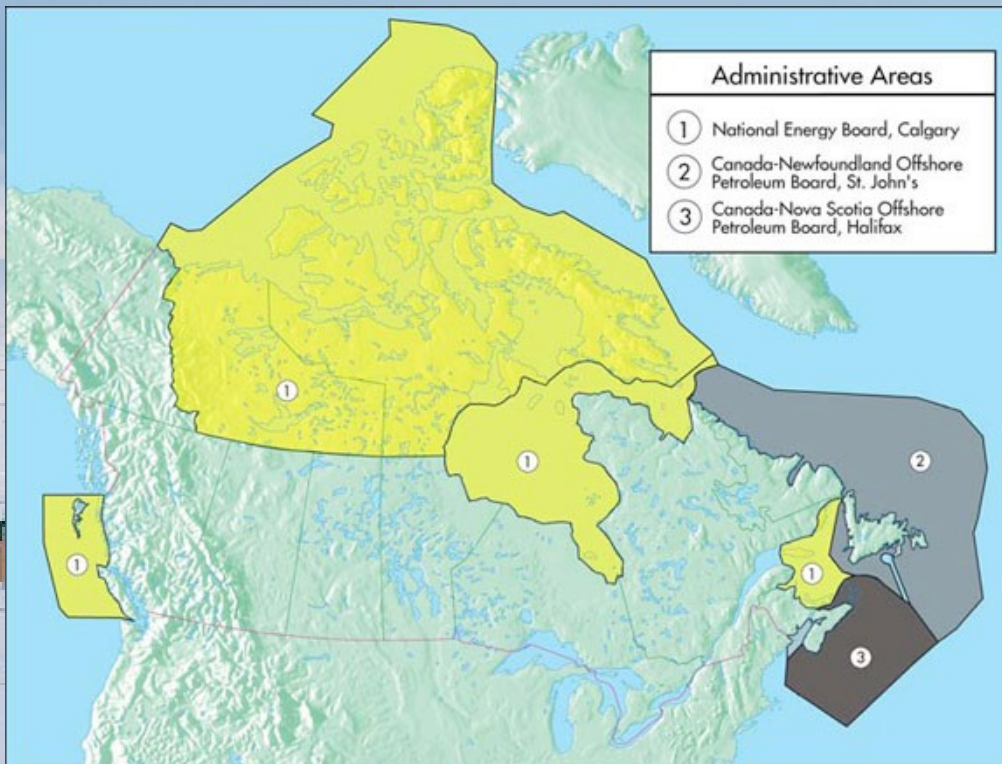 Administrative Areas
1 National Energy Board, Calgary
2 Canada-Newfoundland Offshore
Petroleum Board, St. John's
3 Canada-Nova Scotia Offshore
Petroleum Board, Halifax
1
1
2
1
1
3